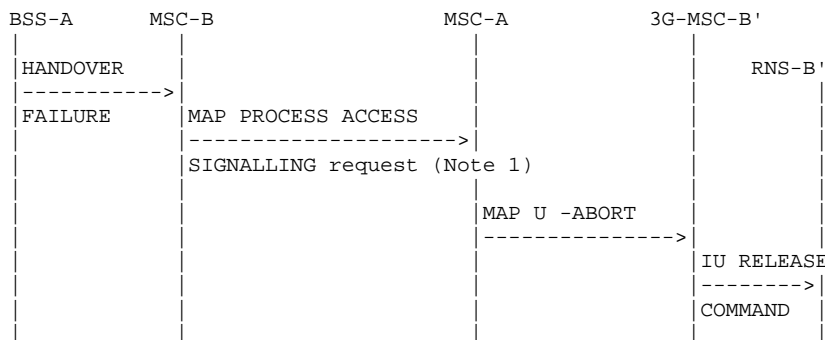 BSS-A MSC-B MSC-A 3G-MSC-B'
HANDOVER RNS-B'
FAILURE MAP PROCESS ACCESS
SIGNALLING request (Note 1)
MAP U -ABORT
IU RELEASE
COMMAND